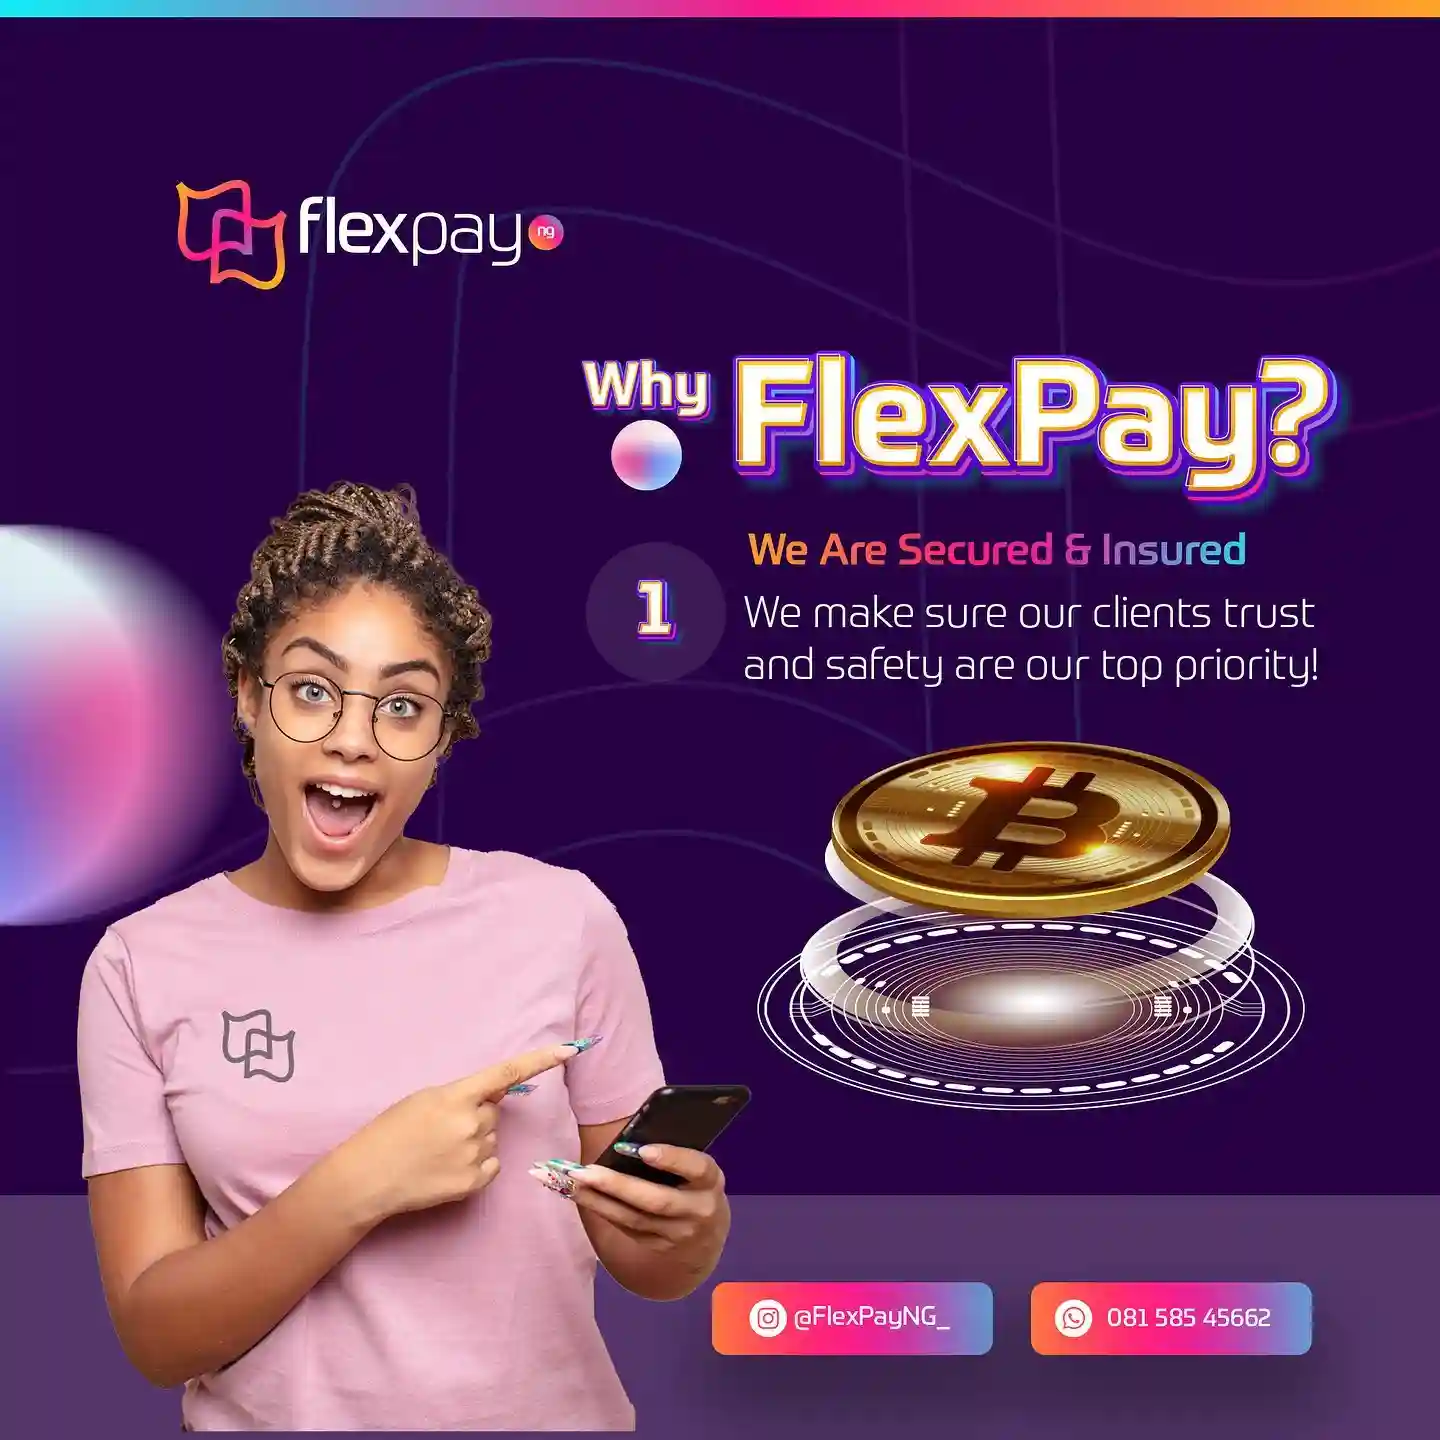 flexpay ng
Why FlexPay?
1
We Are Secured & Insured
We make sure our clients trust
and safety are our top priority!
@FlexPayNG_
081 585 45662